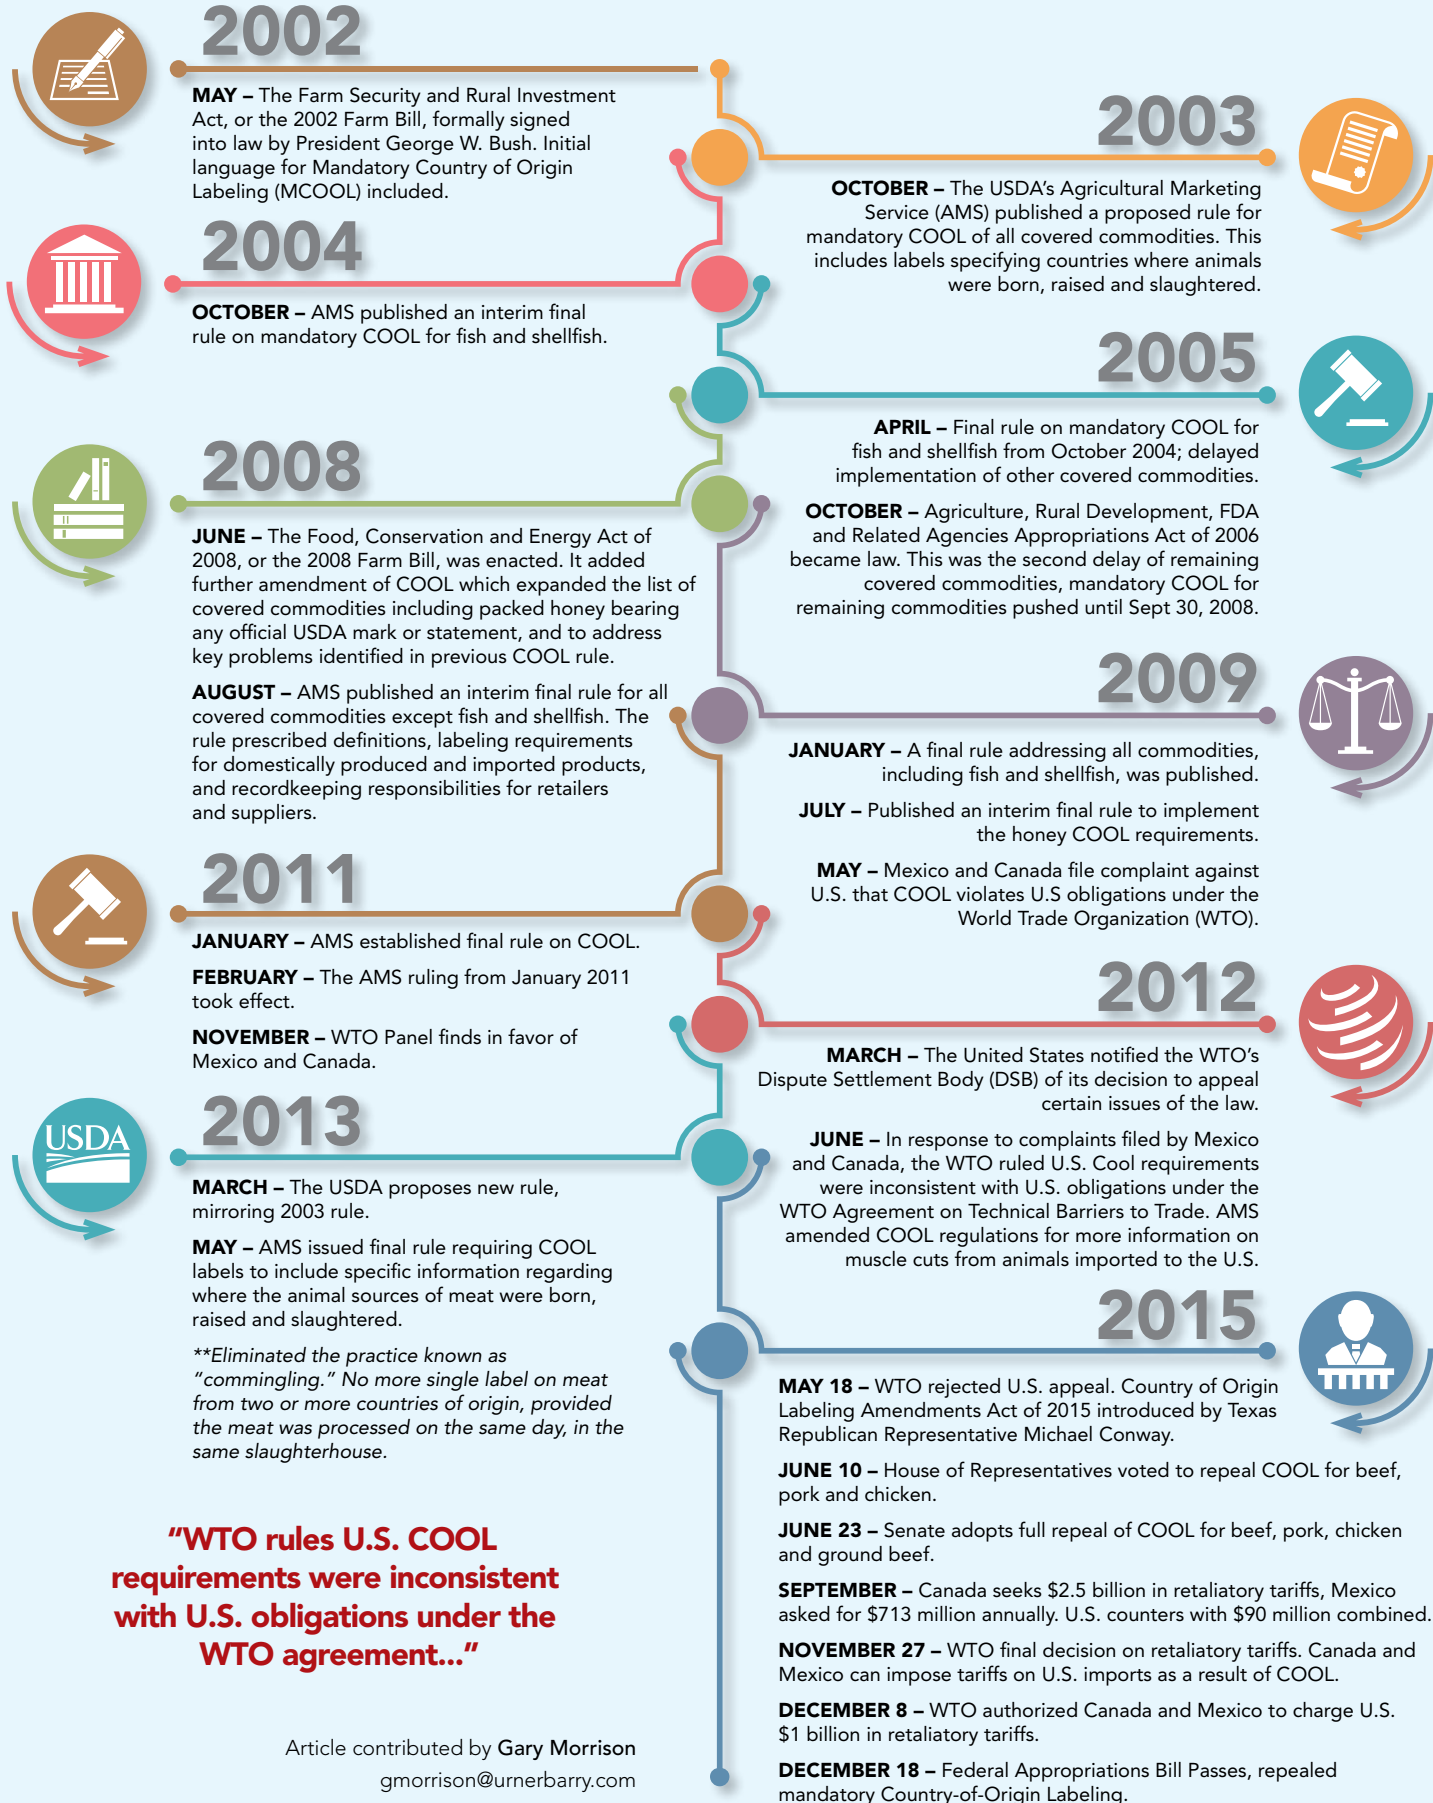 2002
MAY – The Farm Security and Rural Investment
Act, or the 2002 Farm Bill, formally signed
into law by President George W. Bush. Initial
language for Mandatory Country of Origin
Labeling (MCOOL) included.
2003
OCTOBER – The USDA’s Agricultural Marketing
Service (AMS) published a proposed rule for
mandatory COOL of all covered commodities. This
includes labels specifying countries where animals
were born, raised and slaughtered.
2004
OCTOBER – AMS published an interim final
rule on mandatory COOL for fish and shellfish.
2005
APRIL – Final rule on mandatory COOL for
fish and shellfish from October 2004; delayed
implementation of other covered commodities.
OCTOBER – Agriculture, Rural Development, FDA
and Related Agencies Appropriations Act of 2006
became law. This was the second delay of remaining
covered commodities, mandatory COOL for
remaining commodities pushed until Sept 30, 2008.
2008
JUNE – The Food, Conservation and Energy Act of
2008, or the 2008 Farm Bill, was enacted. It added
further amendment of COOL which expanded the list of
covered commodities including packed honey bearing
any official USDA mark or statement, and to address
key problems identified in previous COOL rule.
AUGUST – AMS published an interim final rule for all
covered commodities except fish and shellfish. The
rule prescribed definitions, labeling requirements
for domestically produced and imported products,
and recordkeeping responsibilities for retailers
and suppliers.
2009
JANUARY – A final rule addressing all commodities,
including fish and shellfish, was published.
JULY – Published an interim final rule to implement
the honey COOL requirements.
MAY – Mexico and Canada file complaint against
U.S. that COOL violates U.S obligations under the
World Trade Organization (WTO).
2011
JANUARY – AMS established final rule on COOL.
FEBRUARY – The AMS ruling from January 2011
took effect.
NOVEMBER – WTO Panel finds in favor of
Mexico and Canada.
2012
MARCH – The United States notified the WTO’s
Dispute Settlement Body (DSB) of its decision to appeal
certain issues of the law.
JUNE – In response to complaints filed by Mexico
and Canada, the WTO ruled U.S. Cool requirements
were inconsistent with U.S. obligations under the
WTO Agreement on Technical Barriers to Trade. AMS
amended COOL regulations for more information on
muscle cuts from animals imported to the U.S.
USDA
2013
MARCH – The USDA proposes new rule,
mirroring 2003 rule.
MAY – AMS issued final rule requiring COOL
labels to include specific information regarding
where the animal sources of meat were born,
raised and slaughtered.
**Eliminated the practice known as
“commingling.” No more single label on meat
from two or more countries of origin, provided
the meat was processed on the same day, in the
same slaughterhouse.
2015
MAY 18 – WTO rejected U.S. appeal. Country of Origin
Labeling Amendments Act of 2015 introduced by Texas
Republican Representative Michael Conway.
JUNE 10 – House of Representatives voted to repeal COOL for beef,
pork and chicken.
JUNE 23 – Senate adopts full repeal of COOL for beef, pork, chicken
and ground beef.
SEPTEMBER – Canada seeks $2.5 billion in retaliatory tariffs, Mexico
asked for $713 million annually. U.S. counters with $90 million combined.
NOVEMBER 27 – WTO final decision on retaliatory tariffs. Canada and
Mexico can impose tariffs on U.S. imports as a result of COOL.
DECEMBER 8 – WTO authorized Canada and Mexico to charge U.S.
$1 billion in retaliatory tariffs.
DECEMBER 18 – Federal Appropriations Bill Passes, repealed
mandatory Country-of-Origin Labeling.
“WTO rules U.S. COOL
requirements were inconsistent
with U.S. obligations under the
WTO agreement...”
Article contributed by Gary Morrison
gmorrison@urnerbarry.com